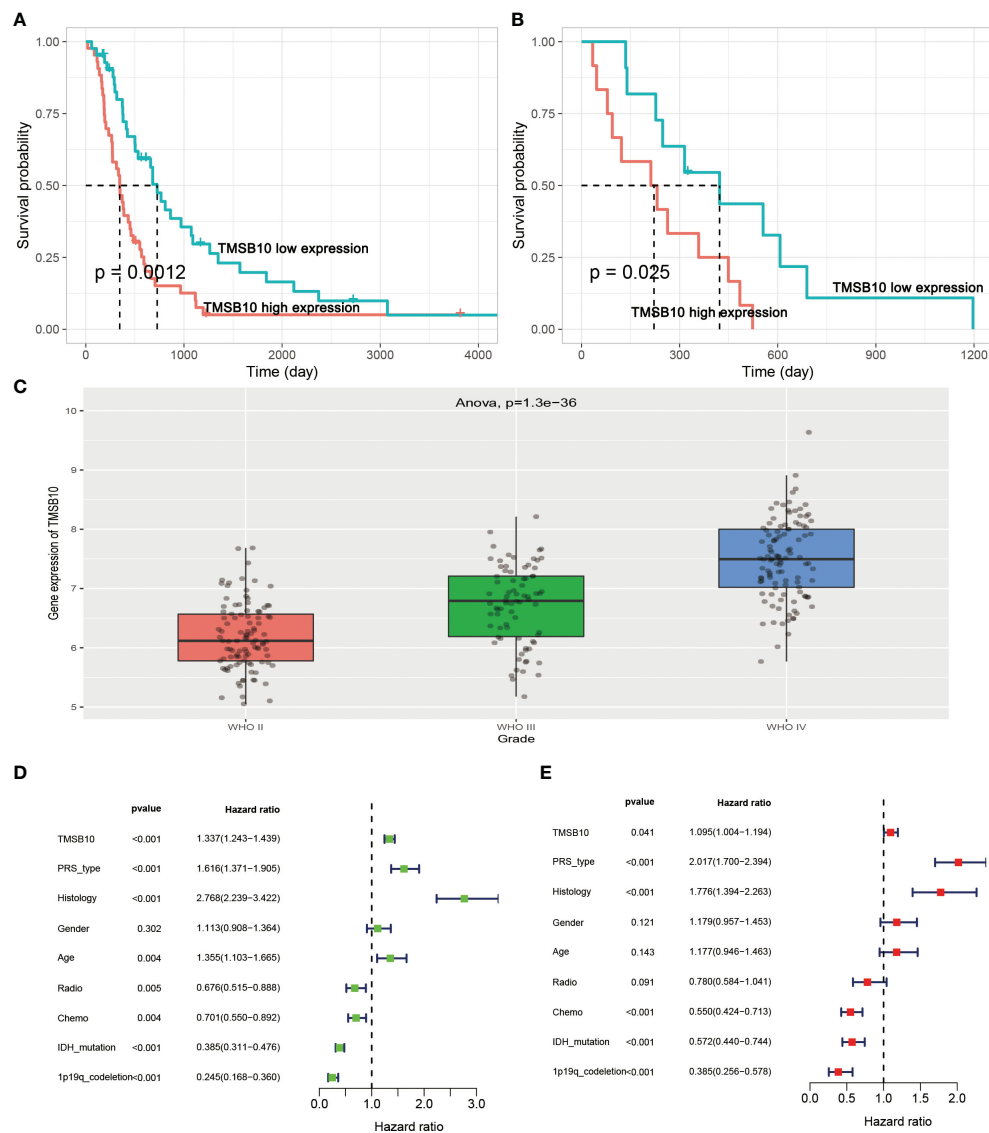 A
1.00
0.75
0.50
0.25
0.00
Survival probability
TMSB10 low expression
p = 0.0012
TMSB10 high expression
0 1000 2000 3000 4000
Time (day)
B
1.00
0.75
0.50
0.25
0.00
Survival probability
p = 0.025
TMSB10 low expression
TMSB10 high expression
0 300 600 900 1200
Time (day)
C
Anova, p=1.3e−36
10
9
8
7
6
5
Gene expression of TMSB10
WHO II WHO III WHO IV
Grade
D
pvalue Hazard ratio
TMSB10 <0.001 1.337(1.243−1.439)
PRS_type <0.001 1.616(1.371−1.905)
Histology <0.001 2.768(2.239−3.422)
Gender 0.302 1.113(0.908−1.364)
Age 0.004 1.355(1.103−1.665)
Radio 0.005 0.676(0.515−0.888)
Chemo 0.004 0.701(0.550−0.892)
IDH_mutation <0.001 0.385(0.311−0.476)
1p19q_codeletion <0.001 0.245(0.168−0.360)
0.0 1.0 2.0 3.0
Hazard ratio
E
pvalue Hazard ratio
TMSB10 0.041 1.095(1.004−1.194)
PRS_type <0.001 2.017(1.700−2.394)
Histology <0.001 1.776(1.394−2.263)
Gender 0.121 1.179(0.957−1.453)
Age 0.143 1.177(0.946−1.463)
Radio 0.091 0.780(0.584−1.041)
Chemo <0.001 0.550(0.424−0.713)
IDH_mutation <0.001 0.572(0.440−0.744)
1p19q_codeletion <0.001 0.385(0.256−0.578)
0.0 0.5 1.0 1.5 2.0
Hazard ratio